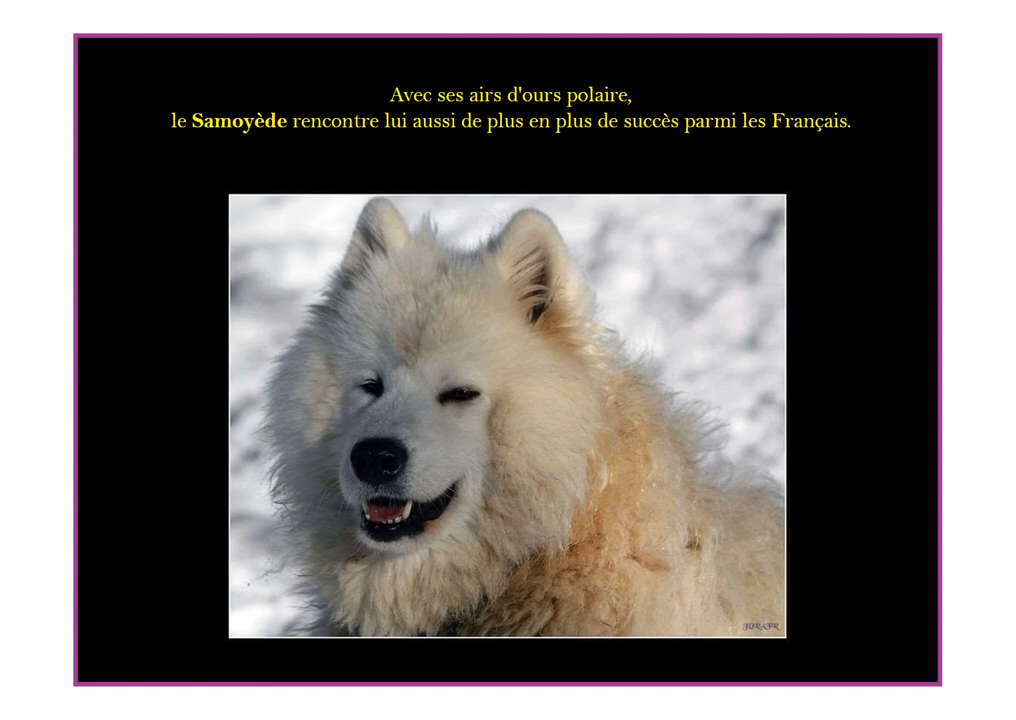 Avec ses airs d'ours polaire,
le Samoyède rencontre lui aussi de plus en plus de succès parmi les Français.